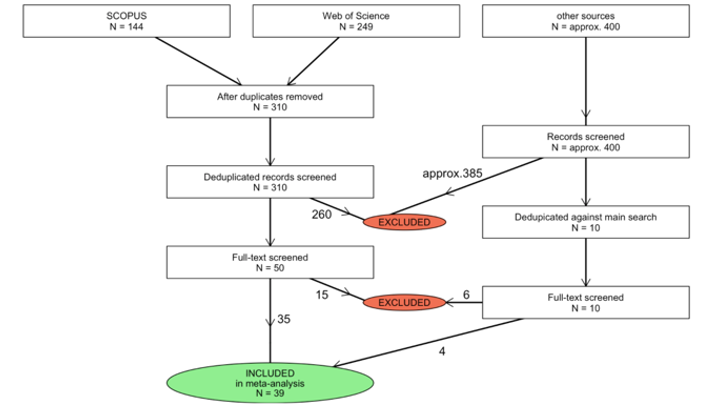 SCOPUS
N = 144
Web of Science
N = 249
other sources
N = approx. 400
After duplicates removed
N = 310
Records screened
N = approx. 400
approx.385
Deduplicated records screened
N = 310
260
EXCLUDED
Dedupicated against main search
N = 10
Full-text screened
N = 50
15
EXCLUDED
6
Full-text screened
N = 10
35
4
INCLUDED
in meta-analysis
N = 39